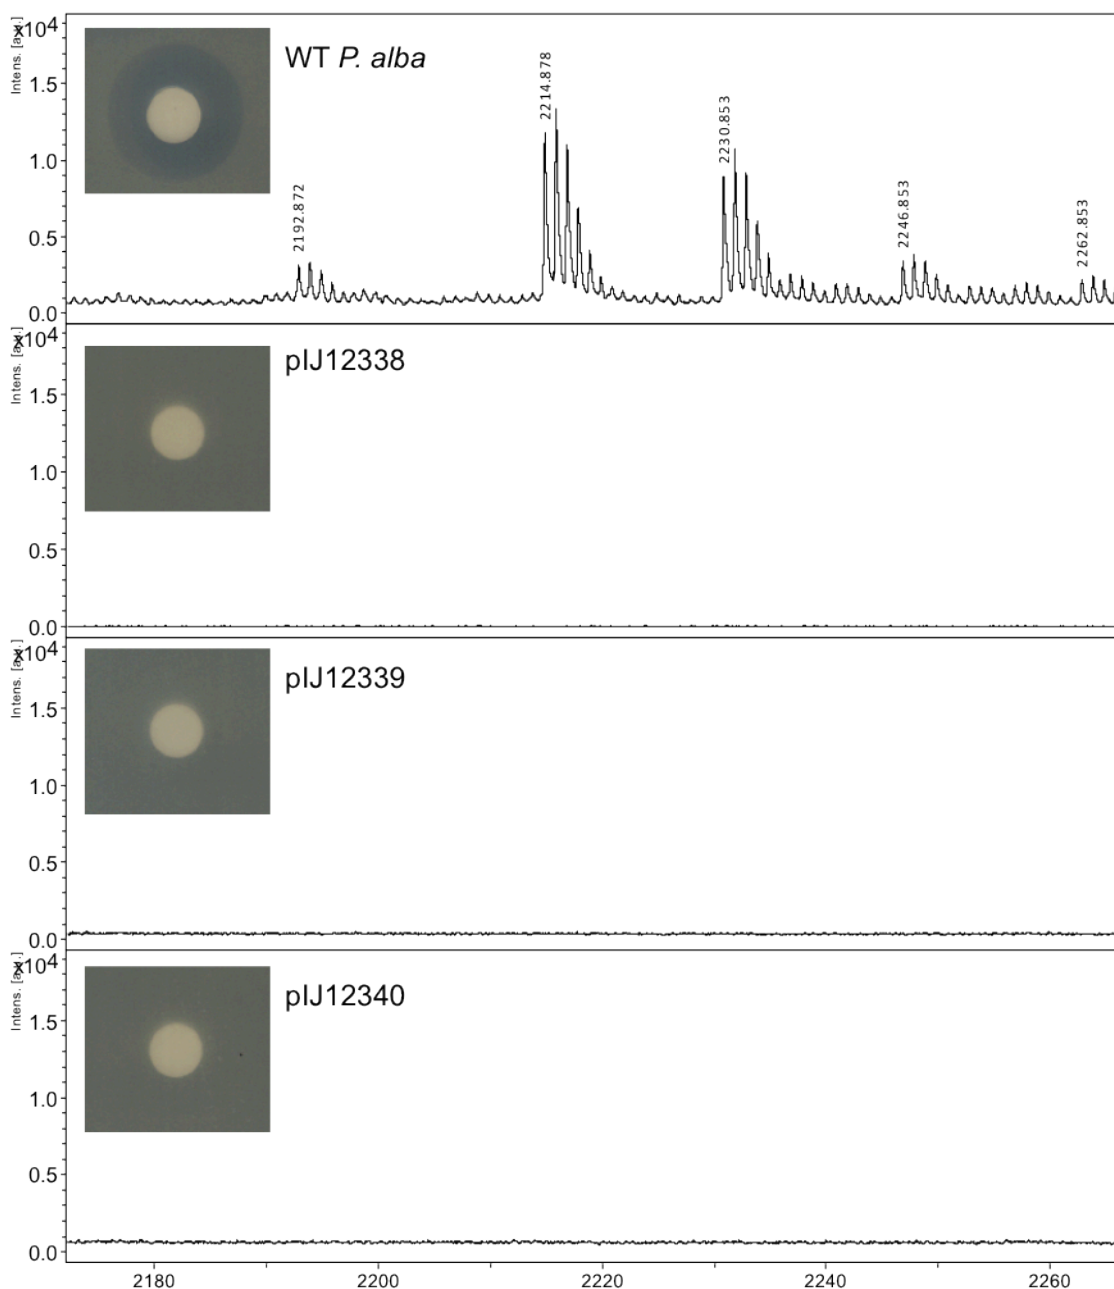 x10⁴
Intens. [a.u.]
WT P. alba
1.5
1.0
0.5
0.0
2192.872
2214.878
2230.853
2246.853
2262.853
x10⁴
Intens. [a.u.]
pIJ12338
1.5
1.0
0.5
0.0
x10⁴
Intens. [a.u.]
pIJ12339
1.5
1.0
0.5
0.0
x10⁴
Intens. [a.u.]
pIJ12340
1.5
1.0
0.5
0.0
2180 2200 2220 2240 2260